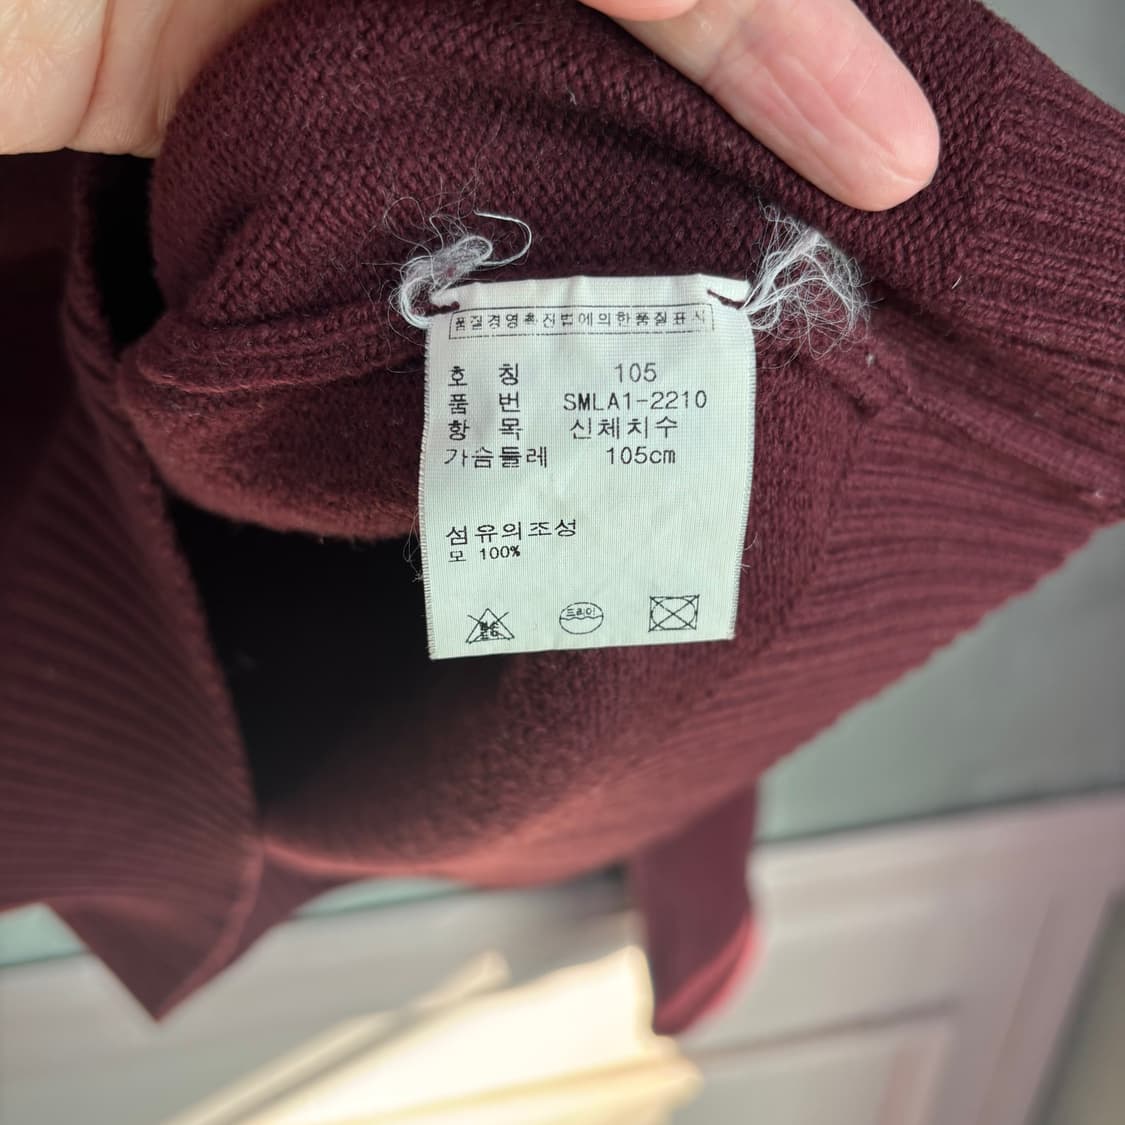 품질경영촉진법에의한품질표시
호 칭 105
품 번 SMLA1-2210
항 목 신체치수
가슴둘레 105cm
섬유의조성
모 100%
드라이